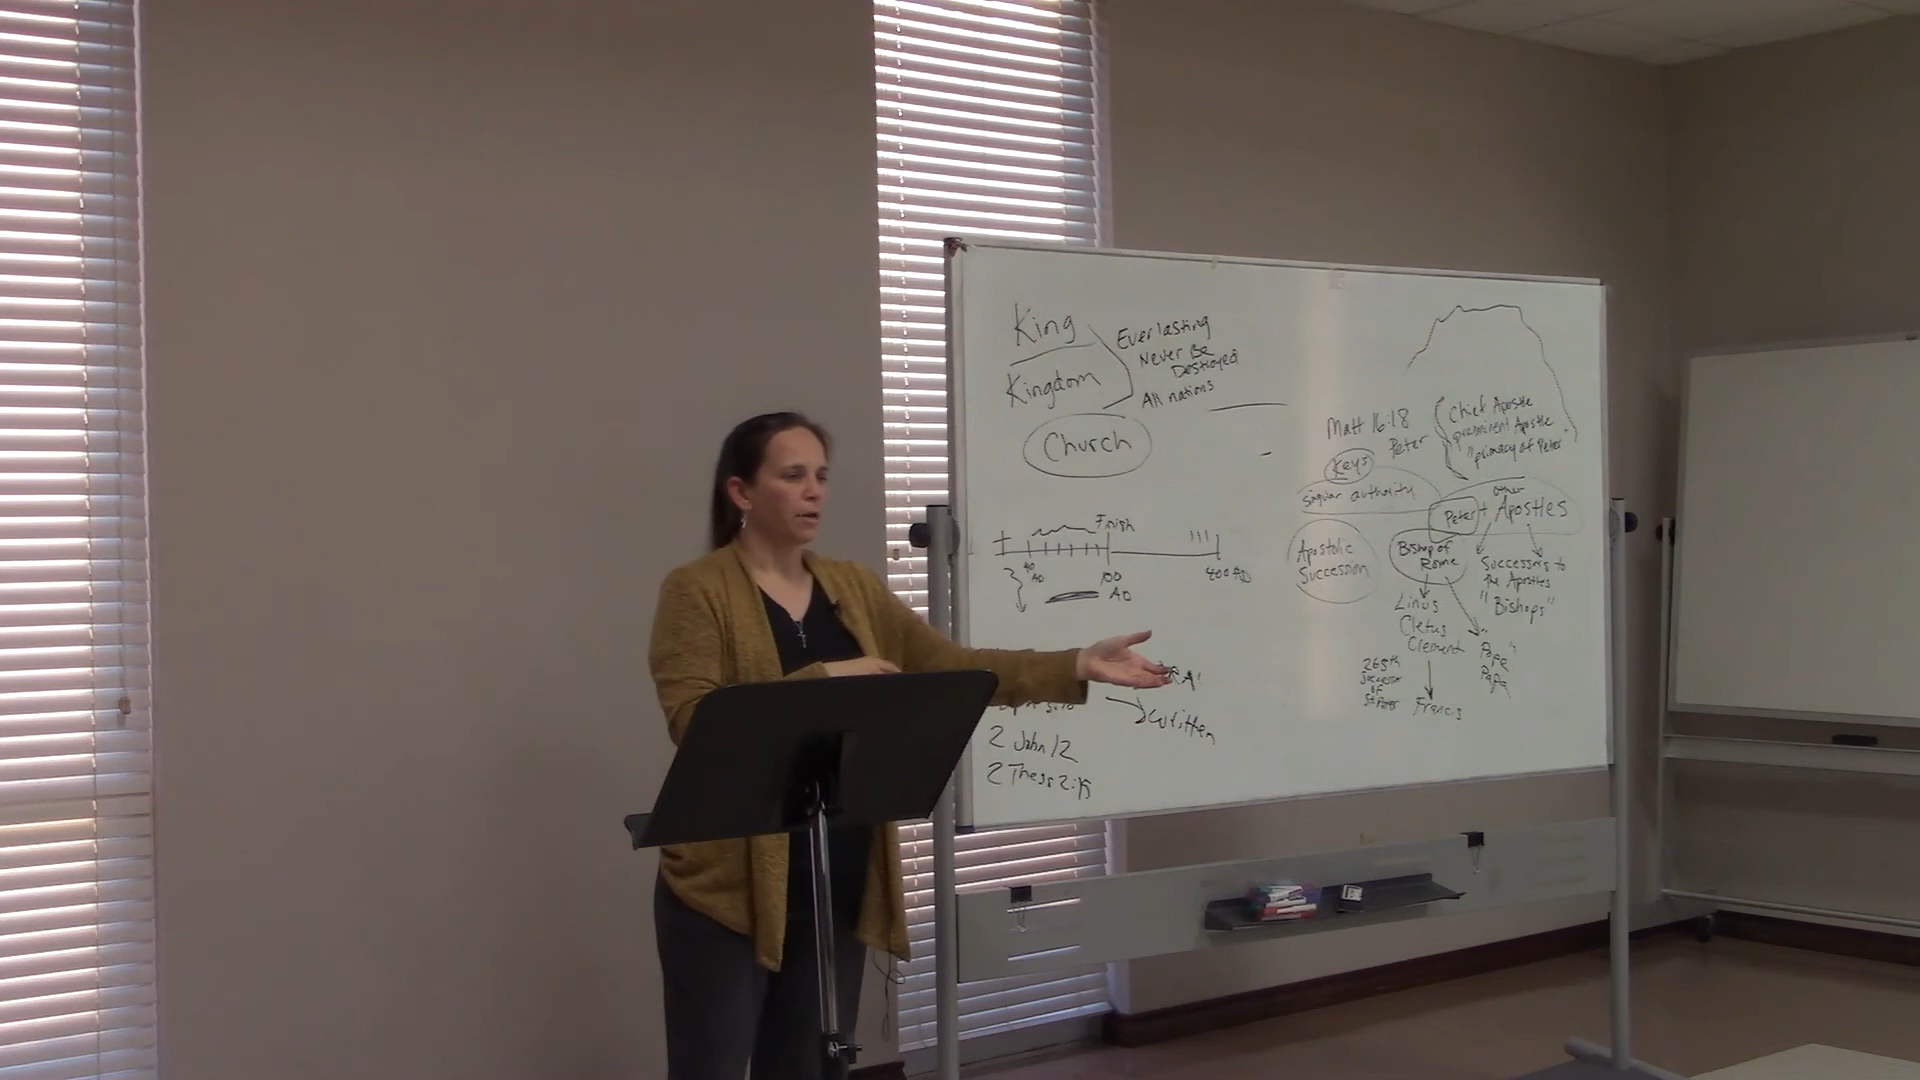 King
Kingdom
Everlasting
Never Be
Destroyed
All nations
Church
Finish
40
AD
100
AD
400 AD
Written
2 John 12
2 Thess 2:15
Matt 16:18
Peter
Keys
singular authority
Chief Apostle
prominent Apostle
"primacy of Peter"
Peter + other Apostles
Apostolic
Succession
Bishop of
Rome
Successors to
the Apostles
"Bishops"
Linus
Cletus
Clement
"Pope"
Papa
265th
Successor
of
St. Peter
Francis